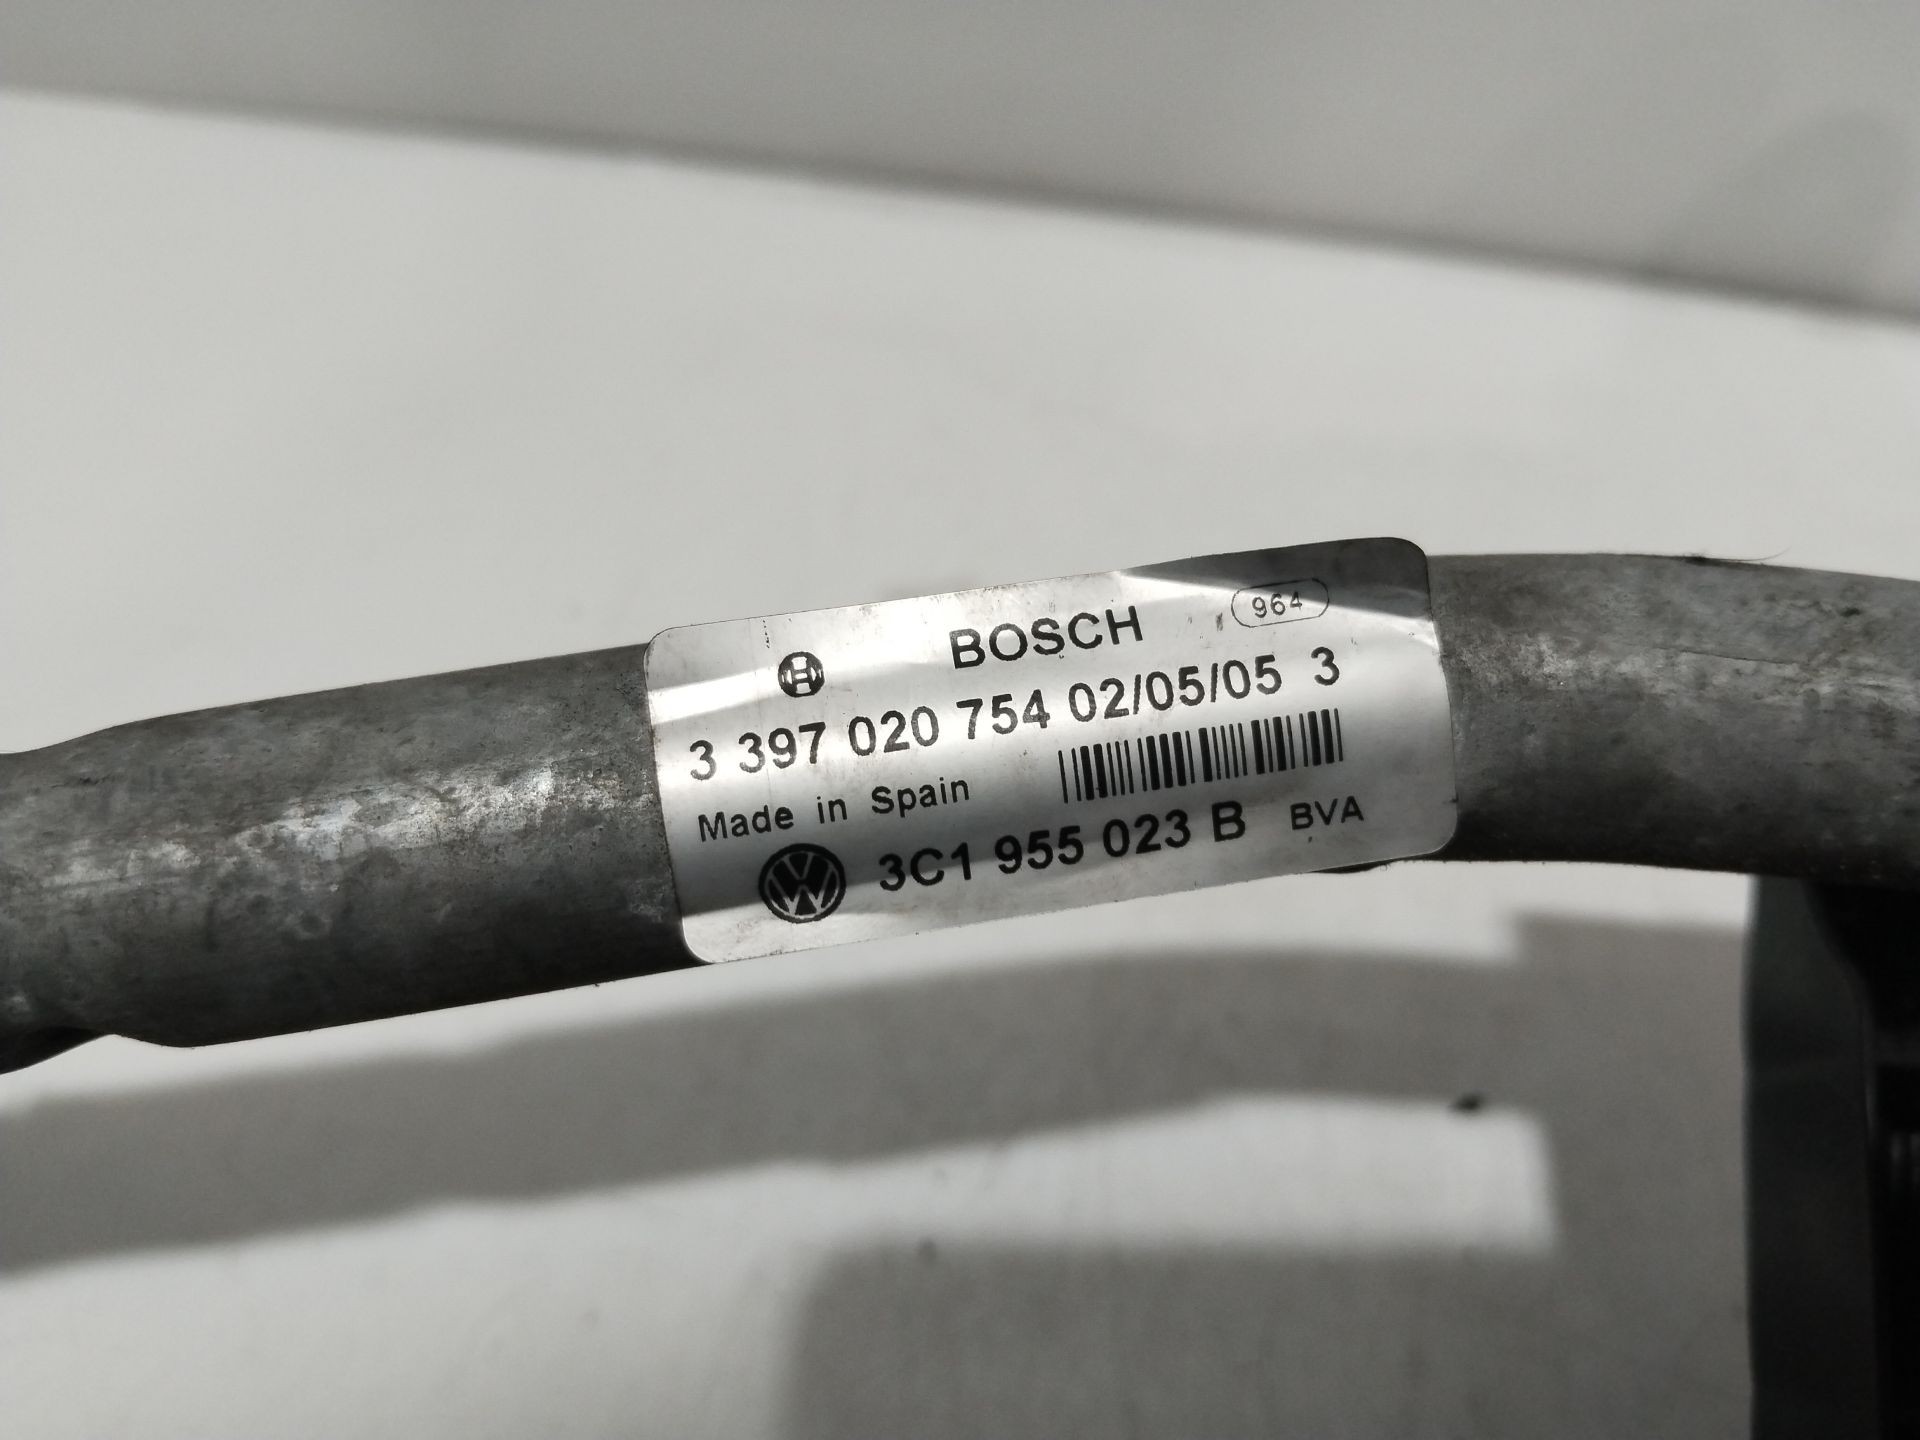 BOSCH 964
3 397 020 754 02/05/05 3
Made in Spain
3C1 955 023 B BVA